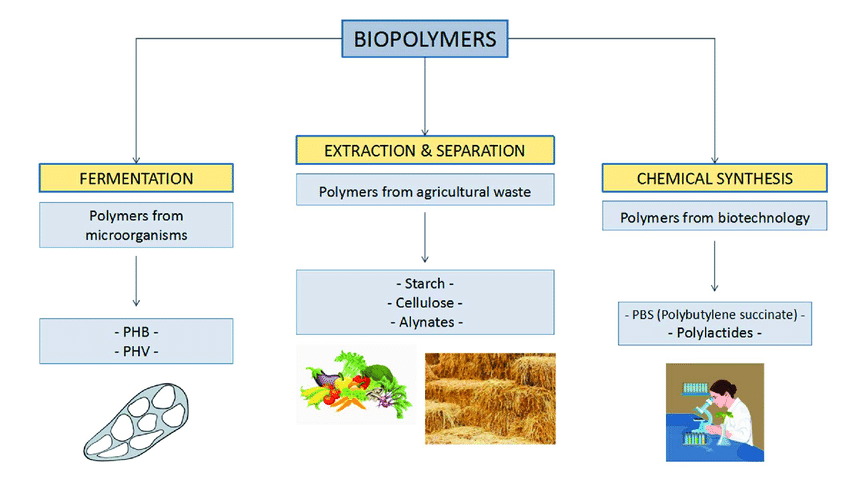 BIOPOLYMERS
FERMENTATION
Polymers from
microorganisms
- PHB -
- PHV -
EXTRACTION & SEPARATION
Polymers from agricultural waste
- Starch -
- Cellulose -
- Alynates -
CHEMICAL SYNTHESIS
Polymers from biotechnology
- PBS (Polybutylene succinate) -
- Polylactides -